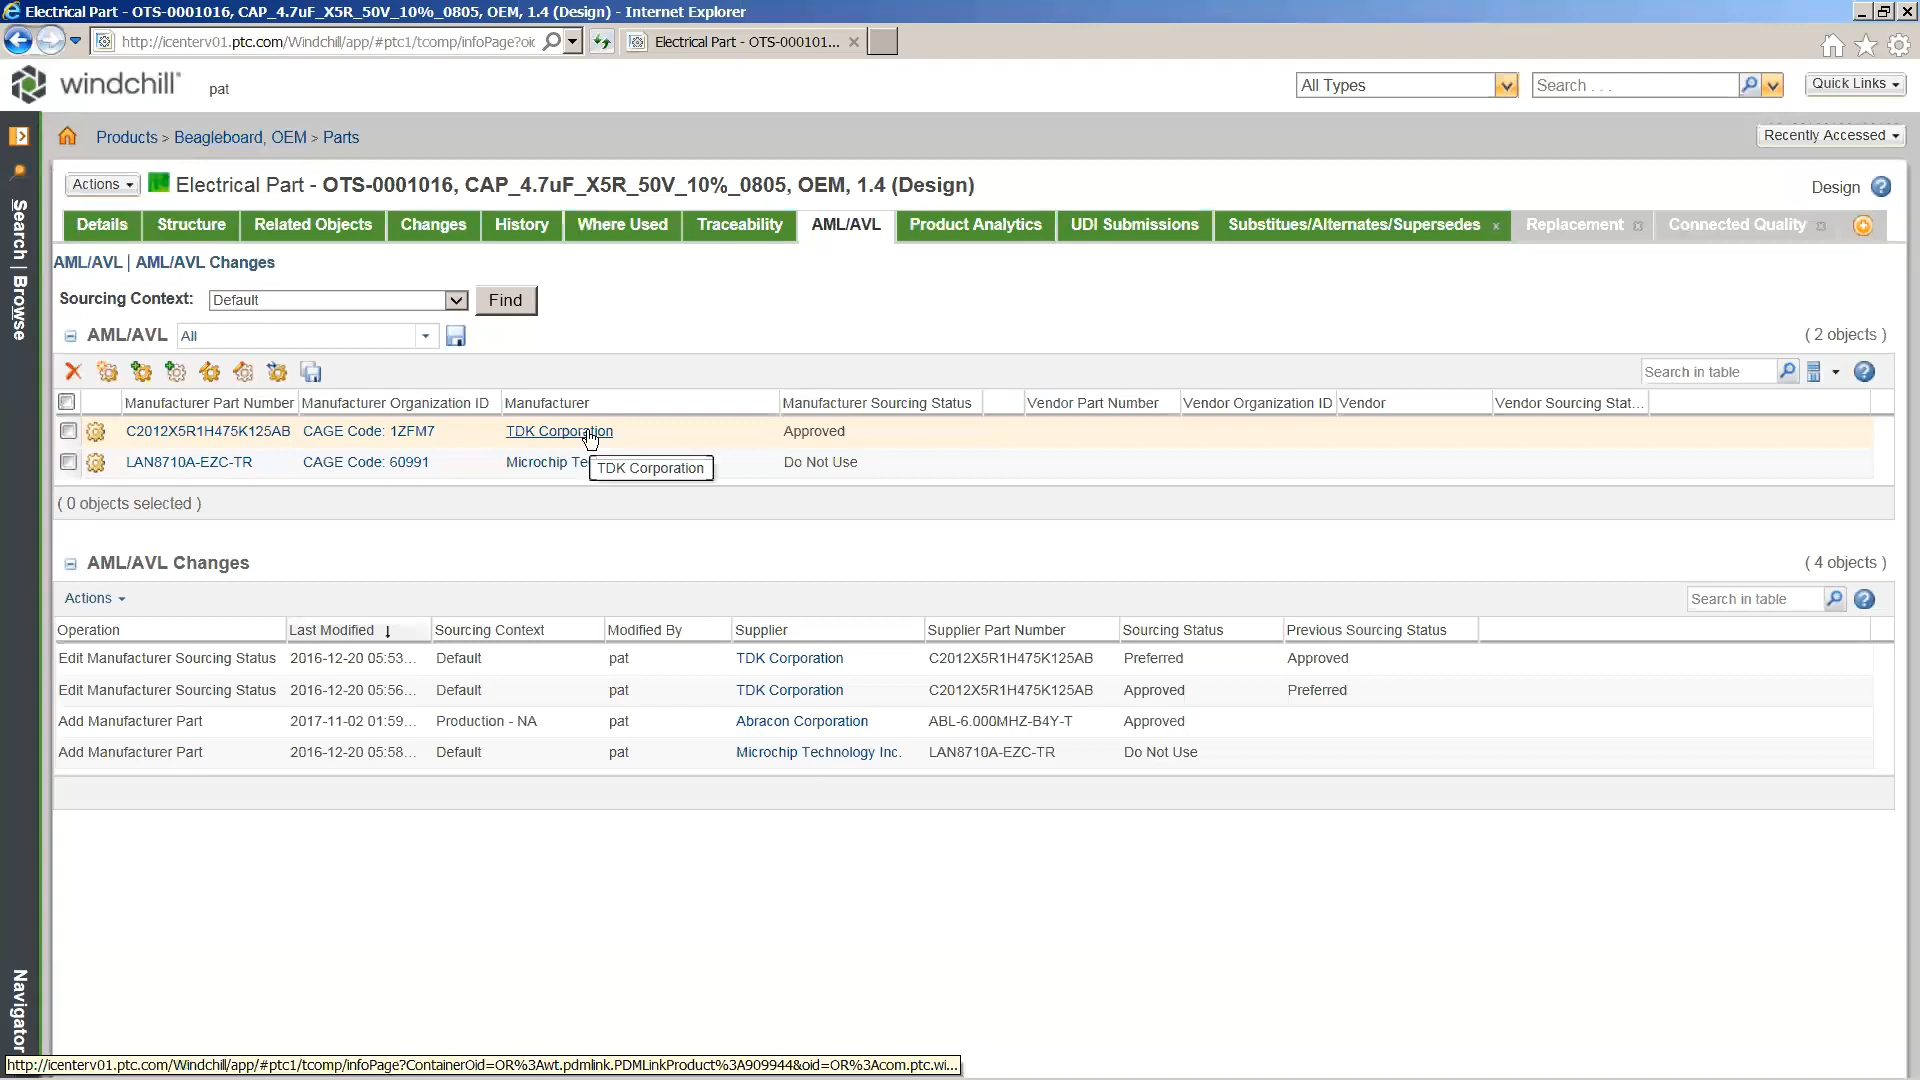 Electrical Part - OTS-0001016, CAP_4.7uF_X5R_50V_10%_0805, OEM, 1.4 (Design) - Internet Explorer
http://icenterv01.ptc.com/Windchill/app/#ptc1/tcomp/infoPage?oid Electrical Part - OTS-000101...
windchill pat All Types Search . . . Quick Links
Products > Beagleboard, OEM > Parts Recently Accessed
Actions Electrical Part - OTS-0001016, CAP_4.7uF_X5R_50V_10%_0805, OEM, 1.4 (Design) Design
Details Structure Related Objects Changes History Where Used Traceability AML/AVL Product Analytics UDI Submissions Substitues/Alternates/Supersedes Replacement Connected Quality
AML/AVL | AML/AVL Changes
Sourcing Context: Default Find
AML/AVL All ( 2 objects )
Search in table
Manufacturer Part Number Manufacturer Organization ID Manufacturer Manufacturer Sourcing Status Vendor Part Number Vendor Organization ID Vendor Vendor Sourcing Stat...
C2012X5R1H475K125AB CAGE Code: 1ZFM7 TDK Corporation Approved
LAN8710A-EZC-TR CAGE Code: 60991 Microchip Te Do Not Use
TDK Corporation
( 0 objects selected )
AML/AVL Changes ( 4 objects )
Actions Search in table
Operation Last Modified Sourcing Context Modified By Supplier Supplier Part Number Sourcing Status Previous Sourcing Status
Edit Manufacturer Sourcing Status 2016-12-20 05:53... Default pat TDK Corporation C2012X5R1H475K125AB Preferred Approved
Edit Manufacturer Sourcing Status 2016-12-20 05:56... Default pat TDK Corporation C2012X5R1H475K125AB Approved Preferred
Add Manufacturer Part 2017-11-02 01:59... Production - NA pat Abracon Corporation ABL-6.000MHZ-B4Y-T Approved
Add Manufacturer Part 2016-12-20 05:58... Default pat Microchip Technology Inc. LAN8710A-EZC-TR Do Not Use
Search | Browse
Navigator
http://icenterv01.ptc.com/Windchill/app/#ptc1/tcomp/infoPage?ContainerOid=OR%3Awt.pdmlink.PDMLinkProduct%3A909944&oid=OR%3Acom.ptc.wi...